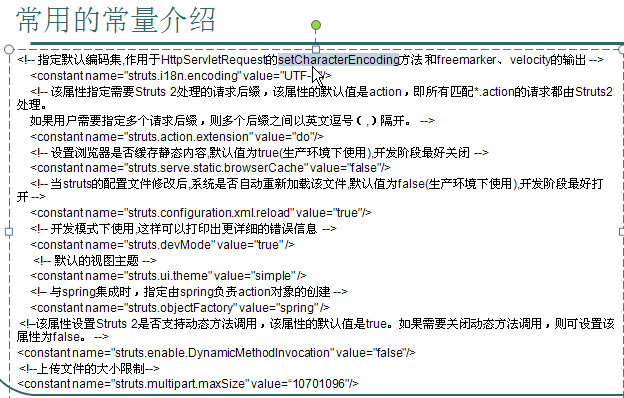 常用的常量介绍
<!-- 指定默认编码集,作用于HttpServletRequest的setCharacterEncoding方法 和freemarker、velocity的输出 -->
<constant name="struts.i18n.encoding" value="UTF-
<!-- 该属性指定需要Struts 2处理的请求后缀，该属性的默认值是action，即所有匹配*.action的请求都由Struts2
处理。
如果用户需要指定多个请求后缀，则多个后缀之间以英文逗号（,）隔开。 -->
<constant name="struts.action.extension" value="do"/>
<!-- 设置浏览器是否缓存静态内容,默认值为true(生产环境下使用),开发阶段最好关闭 -->
<constant name="struts.serve.static.browserCache" value="false"/>
<!-- 当struts的配置文件修改后,系统是否自动重新加载该文件,默认值为false(生产环境下使用),开发阶段最好打
开 -->
<constant name="struts.configuration.xml.reload" value="true"/>
<!-- 开发模式下使用,这样可以打印出更详细的错误信息 -->
<constant name="struts.devMode" value="true" />
<!-- 默认的视图主题 -->
<constant name="struts.ui.theme" value="simple" />
<!-- 与spring集成时，指定由spring负责action对象的创建 -->
<constant name="struts.objectFactory" value="spring" />
<!--该属性设置Struts 2是否支持动态方法调用，该属性的默认值是true。如果需要关闭动态方法调用，则可设置该
属性为false。 -->
<constant name="struts.enable.DynamicMethodInvocation" value="false"/>
<!--上传文件的大小限制-->
<constant name="struts.multipart.maxSize" value=“10701096"/>